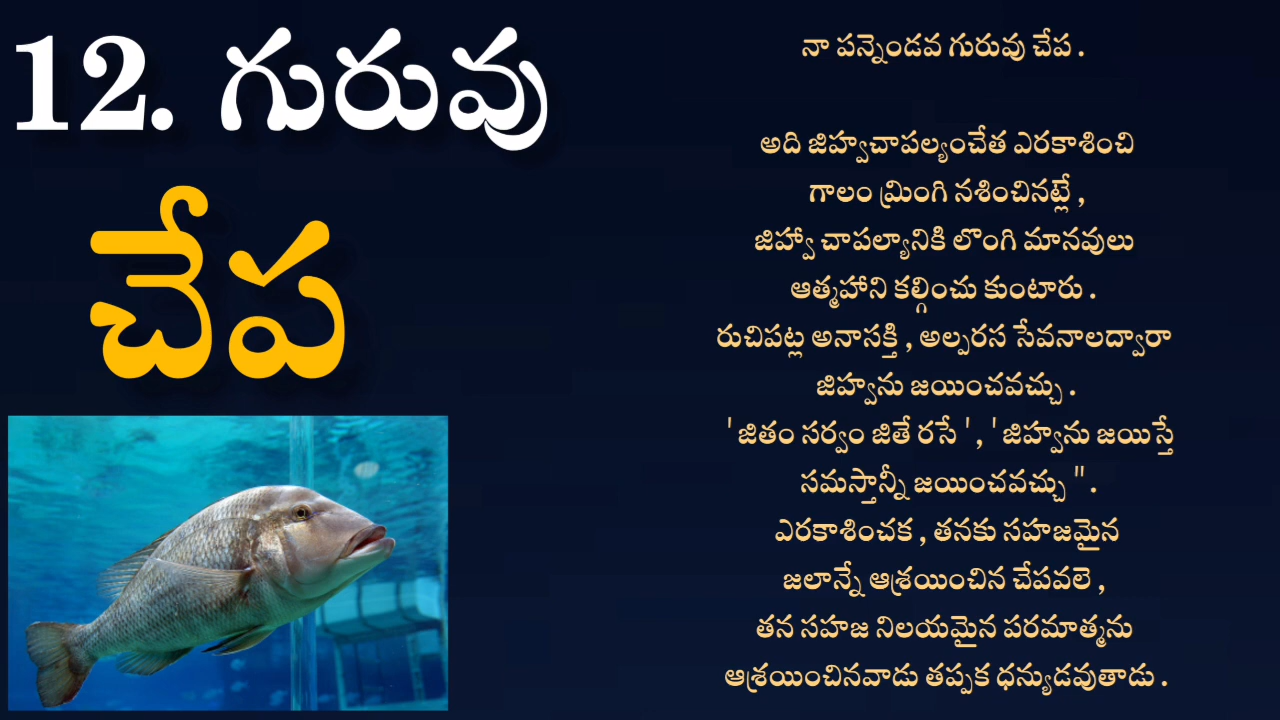 12. గురువు
చేప
నా పన్నెండవ గురువు చేప .
అది జిహ్వచాపల్యంచేత ఎరకాశించి
గాలం మ్రింగి నశించినట్లే ,
జిహ్వా చాపల్యానికి లొంగి మానవులు
ఆత్మహాని కల్గించు కుంటారు .
రుచిపట్ల అనాసక్తి , అల్పరస సేవనాలద్వారా
జిహ్వను జయించవచ్చు .
' జితం సర్వం జితే రసే ' , ' జిహ్వను జయిస్తే
సమస్తాన్నీ జయించవచ్చు " .
ఎరకాశించక , తనకు సహజమైన
జలాన్నే ఆశ్రయించిన చేపవలె ,
తన సహజ నిలయమైన పరమాత్మను
ఆశ్రయించినవాడు తప్పక ధన్యుడవుతాడు .